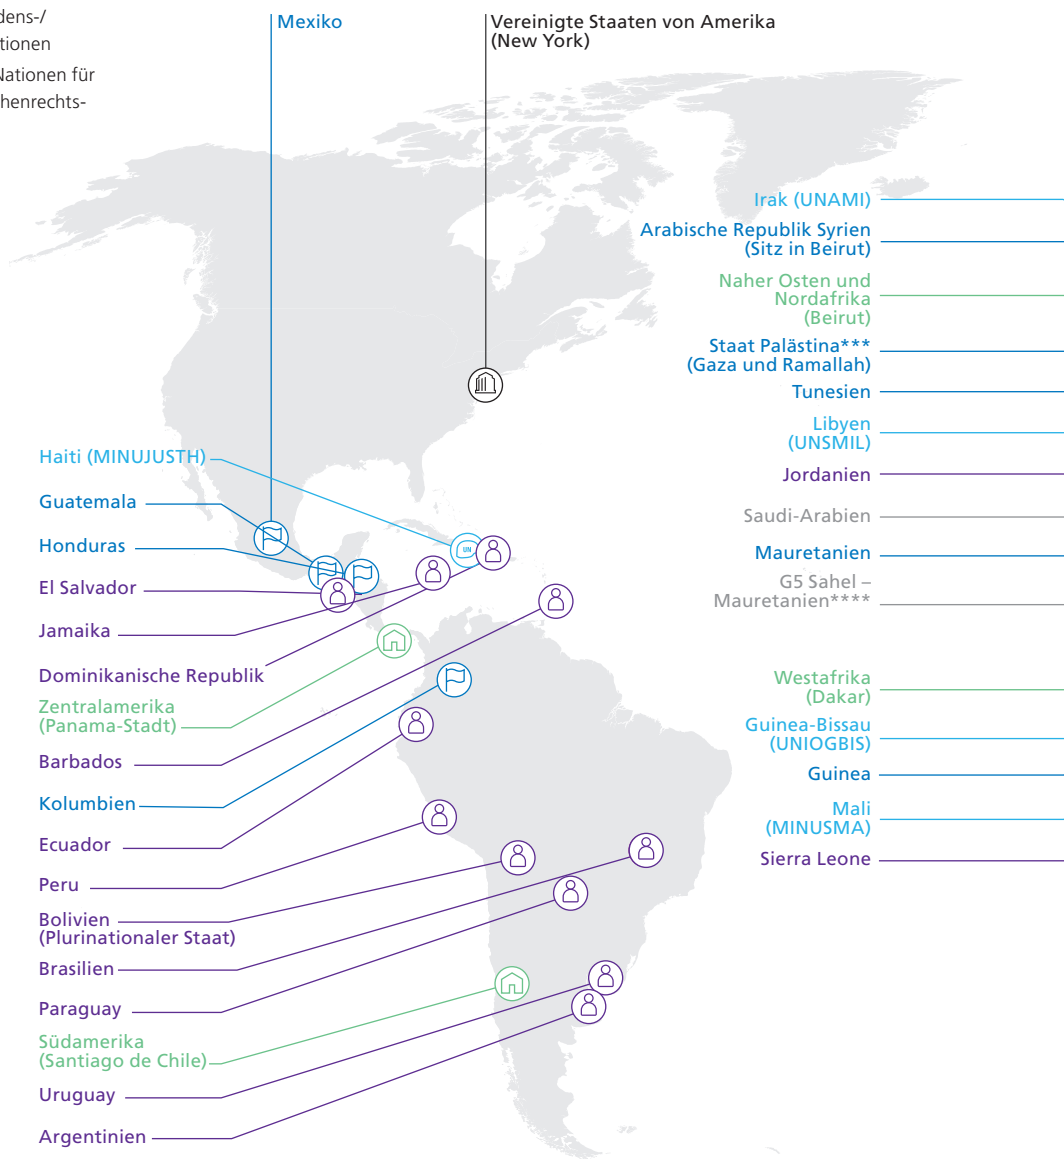 dens-/
tionen
Nationen für
henrechts-
Mexiko
Vereinigte Staaten von Amerika
(New York)
Irak (UNAMI)
Arabische Republik Syrien
(Sitz in Beirut)
Naher Osten und
Nordafrika
(Beirut)
Staat Palästina***
(Gaza und Ramallah)
Tunesien
Libyen
(UNSMIL)
Jordanien
Saudi-Arabien
Mauretanien
G5 Sahel –
Mauretanien****
Westafrika
(Dakar)
Guinea-Bissau
(UNIOGBIS)
Guinea
Mali
(MINUSMA)
Sierra Leone
Haiti (MINUJUSTH)
UN
Guatemala
Honduras
El Salvador
Jamaika
Dominikanische Republik
Zentralamerika
(Panama-Stadt)
Barbados
Kolumbien
Ecuador
Peru
Bolivien
(Plurinationaler Staat)
Brasilien
Paraguay
Südamerika
(Santiago de Chile)
Uruguay
Argentinien